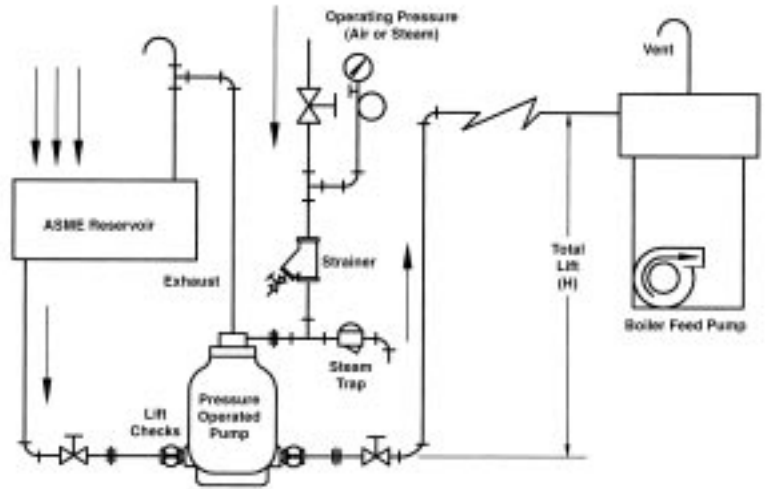 Operating Pressure
(Air or Steam)
Vent
ASME Reservoir
Exhaust
Strainer
Total
Lift
(H)
Boiler Feed Pump
Steam
Trap
Pressure
Operated
Pump
Lift
Checks